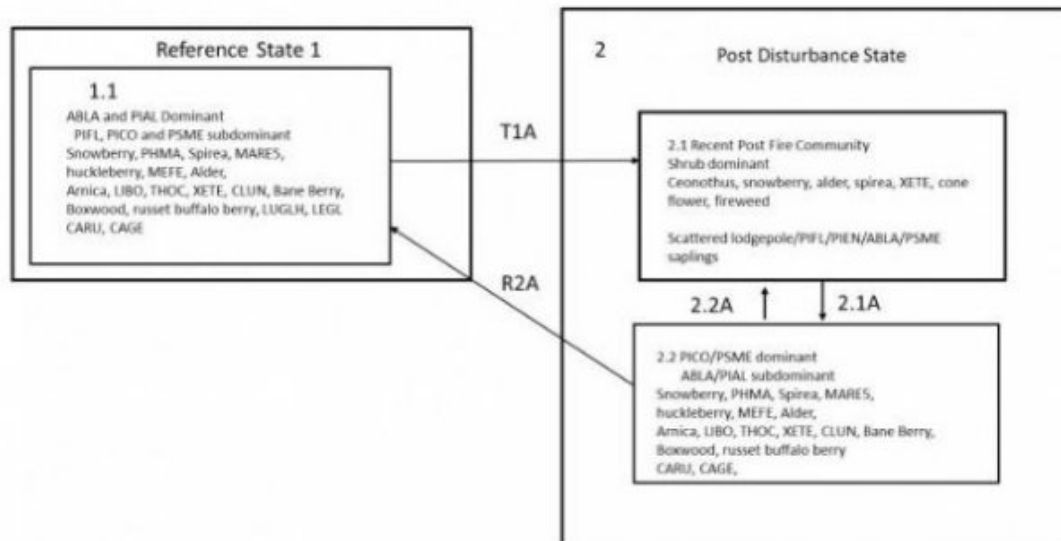 Reference State 1
1.1
ABLA and PIAL Dominant
PIFL, PICO and PSME subdominant
Snowberry, PHMA, Spirea, MARE5,
huckleberry, MEFE, Alder,
Arnica, LIBO, THOC, XETE, CLUN, Bane Berry,
Boxwood, russet buffalo berry, LUGLH, LEGL
CARU, CAGE
T1A
R2A
2
Post Disturbance State
2.1 Recent Post Fire Community
Shrub dominant
Ceonothus, snowberry, alder, spirea, XETE, cone
flower, fireweed
Scattered lodgepole/PIFL/PIEN/ABLA/PSME
saplings
2.2A
2.1A
2.2 PICO/PSME dominant
ABLA/PIAL subdominant
Snowberry, PHMA, Spirea, MARE5,
huckleberry, MEFE, Alder,
Arnica, LIBO, THOC, XETE, CLUN, Bane Berry,
Boxwood, russet buffalo berry
CARU, CAGE,